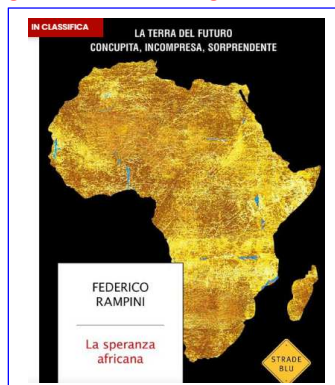 IN CLASSIFICA
LA TERRA DEL FUTURO
CONCUPITA, INCOMPRESA, SORPRENDENTE
FEDERICO
RAMPINI
La speranza
africana
STRADE
BLU